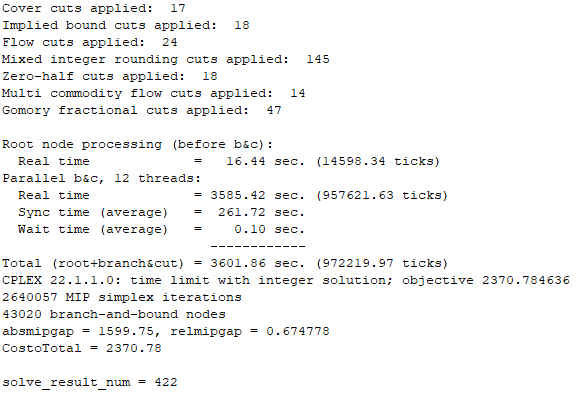 Cover cuts applied:  17
Implied bound cuts applied:  18
Flow cuts applied:  24
Mixed integer rounding cuts applied:  145
Zero-half cuts applied:  18
Multi commodity flow cuts applied:  14
Gomory fractional cuts applied:  47

Root node processing (before b&c):
  Real time             =   16.44 sec. (14598.34 ticks)
Parallel b&c, 12 threads:
  Real time             = 3585.42 sec. (957621.63 ticks)
  Sync time (average)   =  261.72 sec.
  Wait time (average)   =    0.10 sec.
                          ------------
Total (root+branch&cut) = 3601.86 sec. (972219.97 ticks)
CPLEX 22.1.1.0: time limit with integer solution; objective 2370.784636
2640057 MIP simplex iterations
43020 branch-and-bound nodes
absmipgap = 1599.75, relmipgap = 0.674778
CostoTotal = 2370.78

solve_result_num = 422